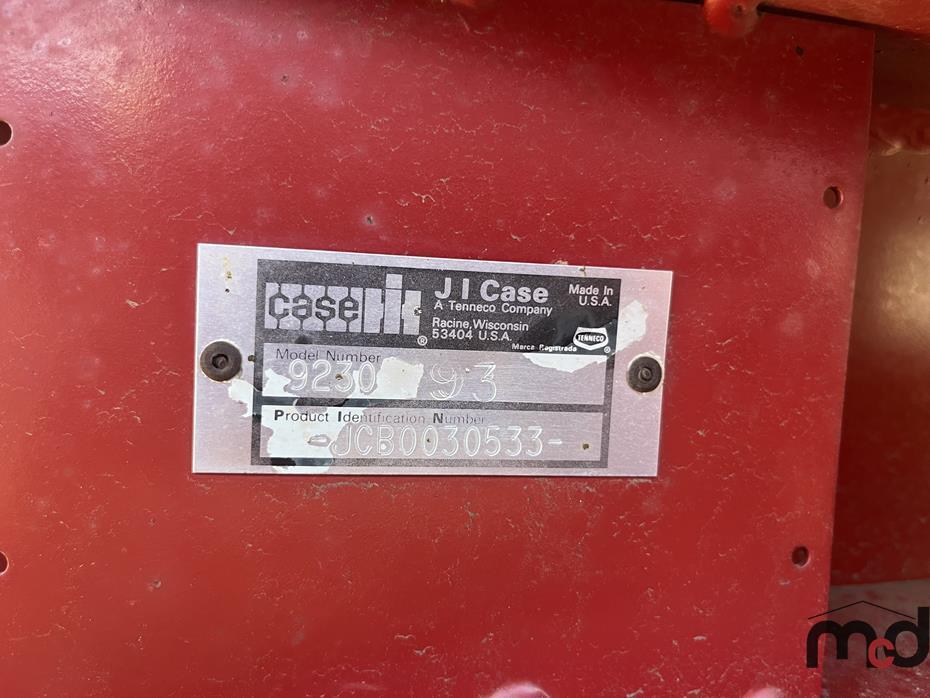 case IH
J I Case
A Tenneco Company
Racine, Wisconsin
53404 U.S.A.
Made In
U.S.A.
TENNECO
Marca Registrada ®
®
Model Number
9230 93
Product Identification Number
-JCB0030533-
mcd